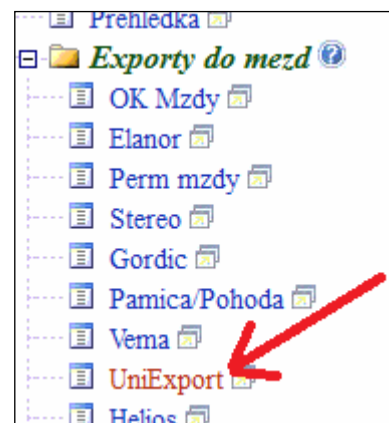 Přehledka
Exporty do mezd
OK Mzdy
Elanor
Perm mzdy
Stereo
Gordic
Pamica/Pohoda
Vema
UniExport
Helios